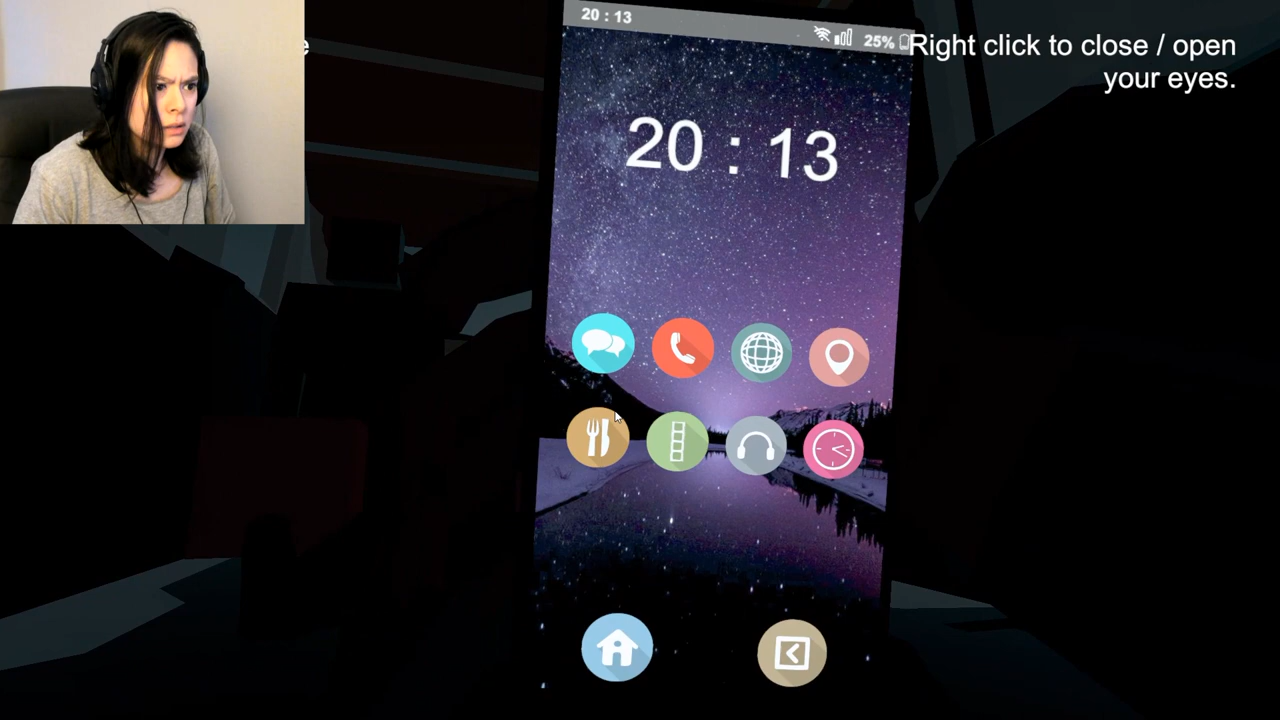 20 : 13
25%
e
Right click to close / open
your eyes.
20 : 13